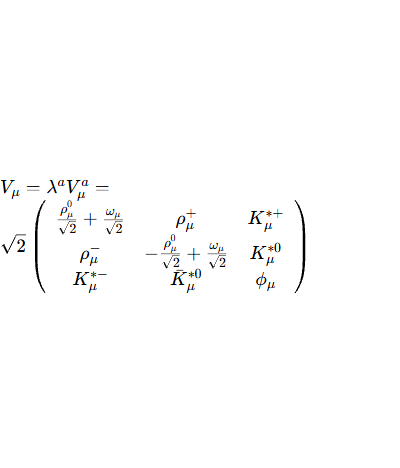 V_μ = λ^a V_μ^a =
√2 ( ρ_μ^0/√2 + ω_μ/√2   ρ_μ^+   K_μ^{*+}
ρ_μ^-   -ρ_μ^0/√2 + ω_μ/√2   K_μ^{*0}
K_μ^{*-}   K̄_μ^{*0}   ϕ_μ )